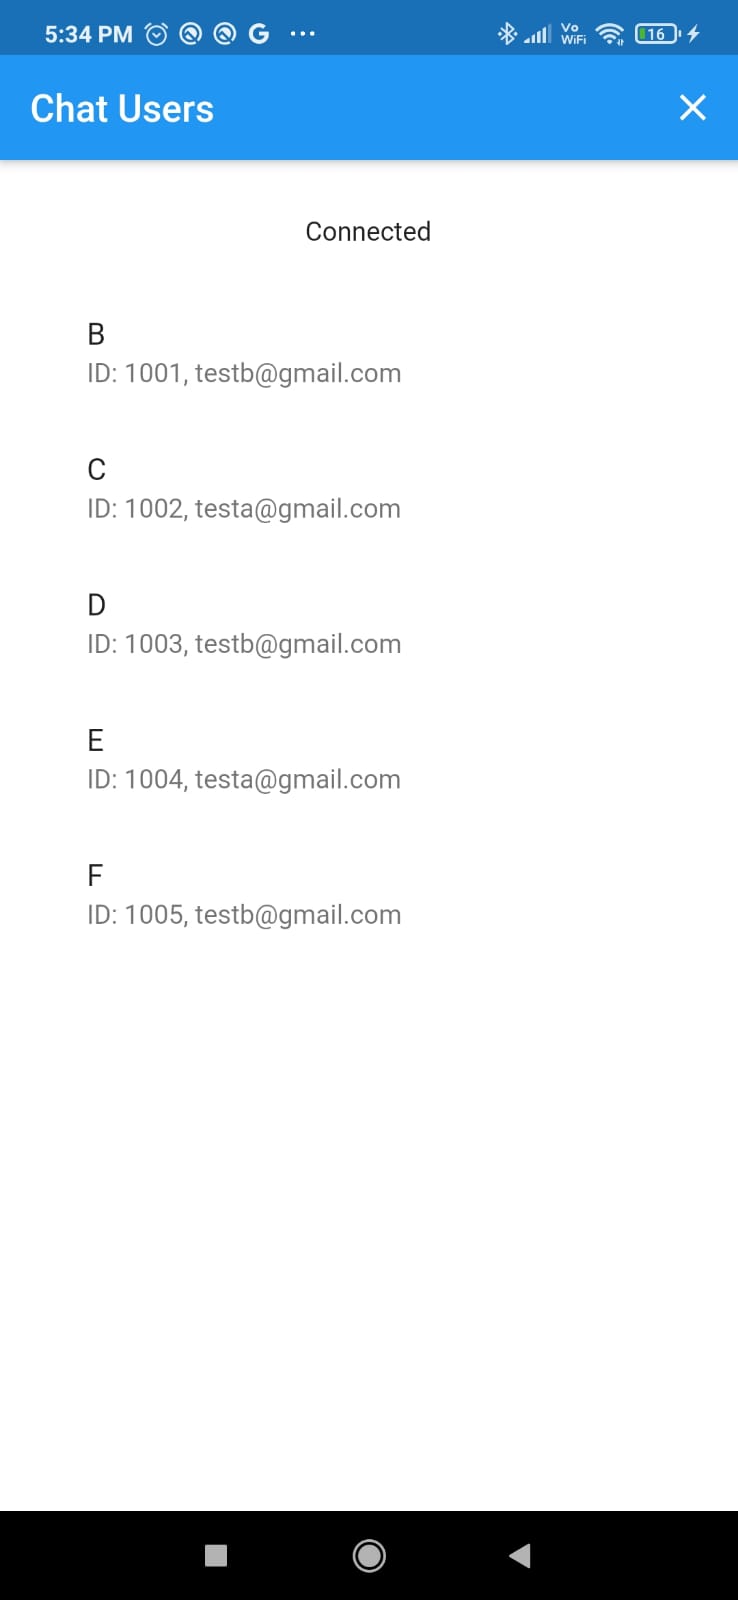 5:34 PM G ... Vo WiFi 16
Chat Users
Connected
B
ID: 1001, testb@gmail.com
C
ID: 1002, testa@gmail.com
D
ID: 1003, testb@gmail.com
E
ID: 1004, testa@gmail.com
F
ID: 1005, testb@gmail.com